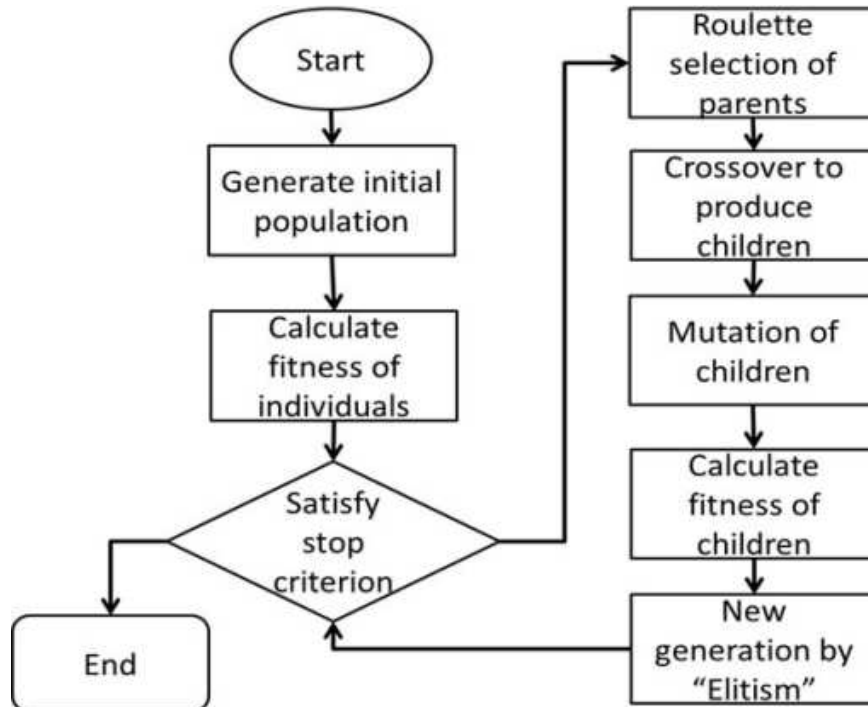 Start
Generate initial
population
Calculate
fitness of
individuals
Satisfy
stop
criterion
End
Roulette
selection of
parents
Crossover to
produce
children
Mutation of
children
Calculate
fitness of
children
New
generation by
“Elitism”